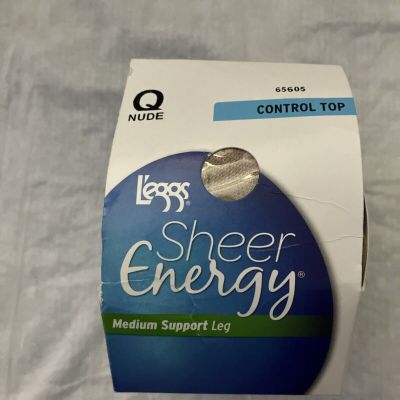 Q
NUDE
65605
CONTROL TOP
L'eggs®
Sheer
Energy®
Medium Support Leg